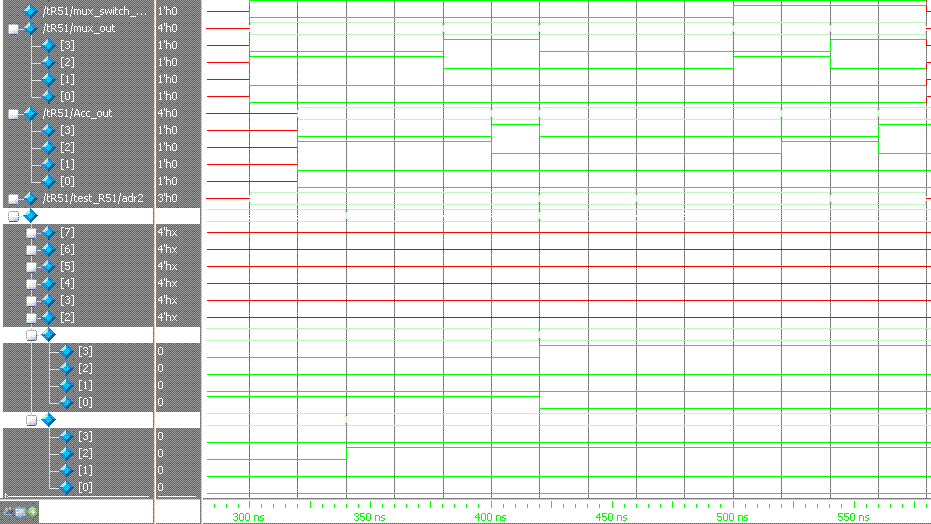 /tR51/mux_switch_... 1'h0
/tR51/mux_out 4'h0
[3] 1'h0
[2] 1'h0
[1] 1'h0
[0] 1'h0
/tR51/Acc_out 4'h0
[3] 1'h0
[2] 1'h0
[1] 1'h0
[0] 1'h0
/tR51/test_R51/adr2 3'h0
[7] 4'hx
[6] 4'hx
[5] 4'hx
[4] 4'hx
[3] 4'hx
[2] 4'hx
[3] 0
[2] 0
[1] 0
[0] 0
[3] 0
[2] 0
[1] 0
[0] 0
300 ns 350 ns 400 ns 450 ns 500 ns 550 ns